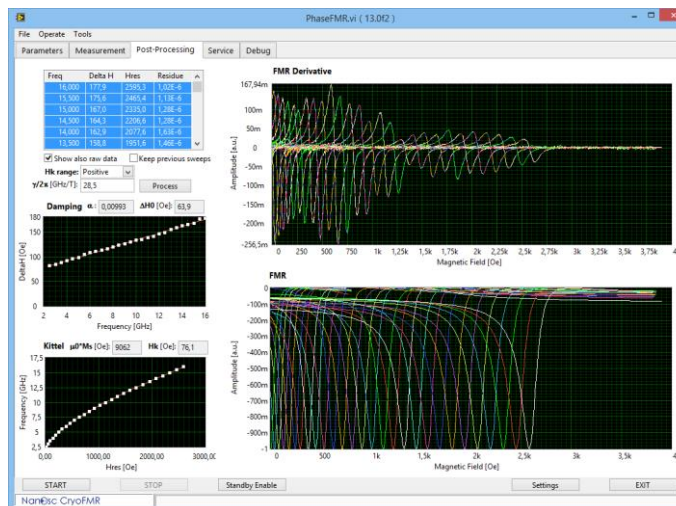 PhaseFMR.vi ( 13.0f2 )
File Operate Tools
Parameters Measurement Post-Processing Service Debug
Freq Delta H Hres Residue
16,000 177,9 2595,3 1,02E-6
15,500 175,6 2465,4 1,13E-6
15,000 167,0 2335,0 1,28E-6
14,500 164,3 2206,6 1,28E-6
14,000 162,9 2077,6 1,63E-6
13,500 158,8 1951,6 1,46E-6
Show also raw data Keep previous sweeps
Hk range: Positive
γ/2π [GHz/T]: 28,5 Process
Damping α : 0,00993 ΔH0 [Oe]: 63,9
180
150
100
50
0
DeltaH [Oe]
2 4 6 8 10 12 14 16
Frequency [GHz]
Kittel μ0*Ms [Oe]: 9062 Hk [Oe]: 76,1
17,5
15
12,5
10
7,5
5
2,5
Frequency [GHz]
0,00 1000,00 2000,00 3000,00
Hres [Oe]
FMR Derivative
167,94m
100m
50m
0
-50m
-100m
-150m
-200m
-256,5m
Amplitude [a.u.]
0 250 500 750 1k 1,25k 1,5k 1,75k 2k 2,25k 2,5k 2,75k 3k 3,25k 3,5k 3,75k 4
Magnetic Field [Oe]
FMR
0
-100m
-200m
-300m
-400m
-500m
-600m
-700m
-800m
-900m
-1
Amplitude [a.u.]
0 500 1k 1,5k 2k 2,5k 3k 3,5k 4
Magnetic Field [Oe]
START STOP Standby Enable Settings EXIT
NanOsc CryoFMR